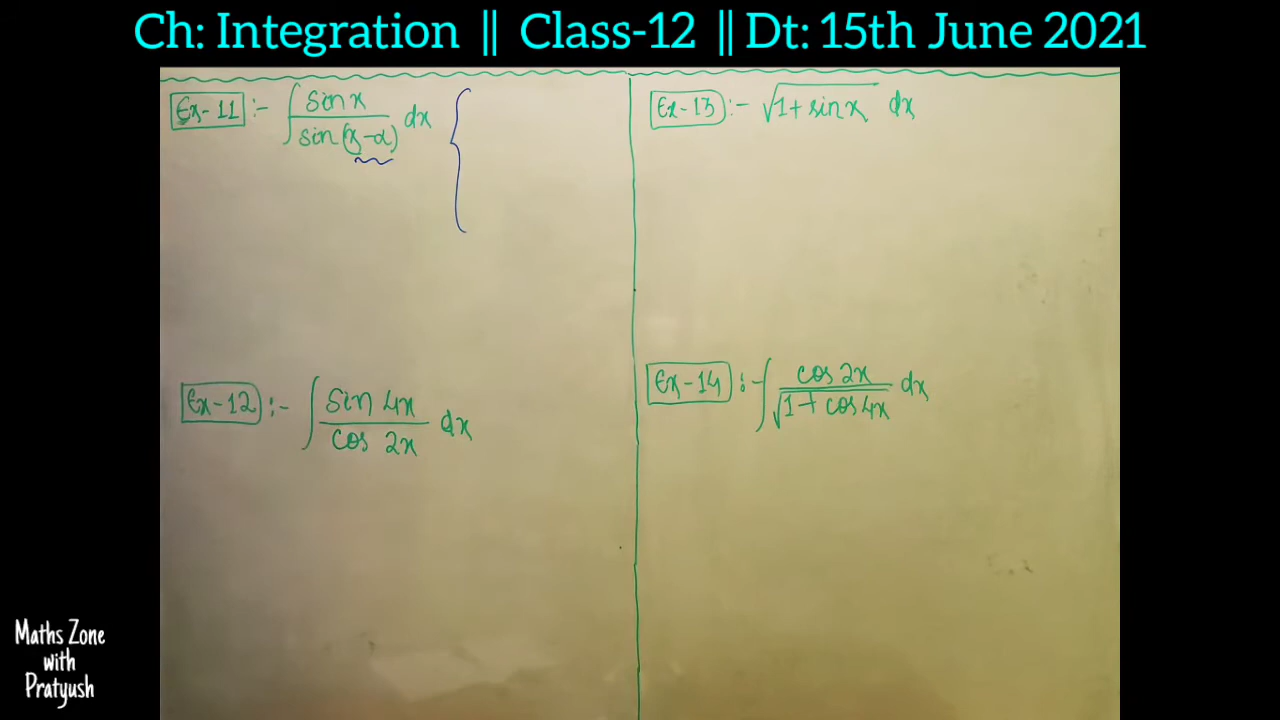 Ch: Integration || Class-12 || Dt: 15th June 2021
Ex-11 :- ∫ sin x / sin(x-α) dx {
Ex-12 :- ∫ sin 4x / cos 2x dx
Ex-13 :- √1+sinx dx
Ex-14 :- ∫ cos 2x / √1+cos 4x dx
Maths Zone
with
Pratyush